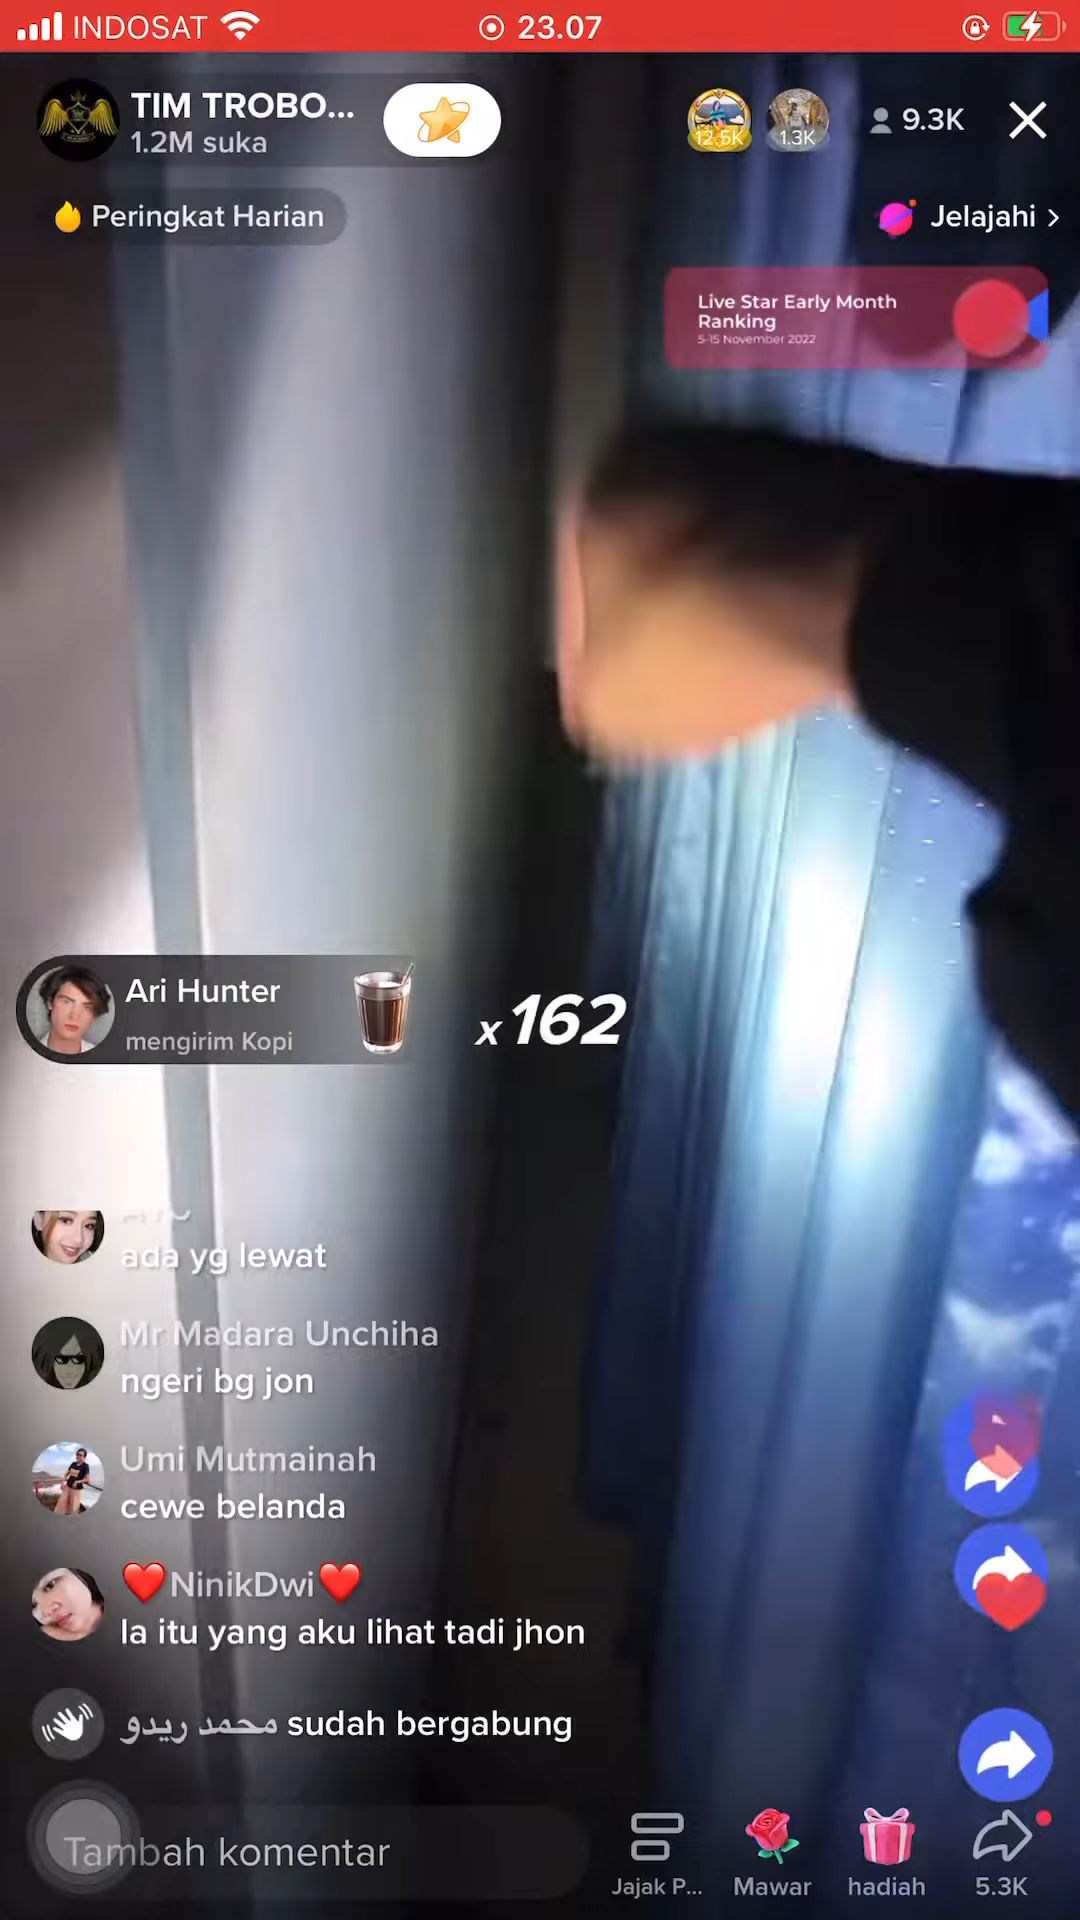 INDOSAT
23.07
TIM TROBO...
1.2M suka
12.5K
1.3K
9.3K
Peringkat Harian
Jelajahi >
Live Star Early Month
Ranking
5-15 November 2022
Ari Hunter
mengirim Kopi
x 162
ada yg lewat
Mr Madara Unchiha
ngeri bg jon
Umi Mutmainah
cewe belanda
❤️NinikDwi❤️
la itu yang aku lihat tadi jhon
محمد ريدو sudah bergabung
Tambah komentar
Jajak P...
Mawar
hadiah
5.3K